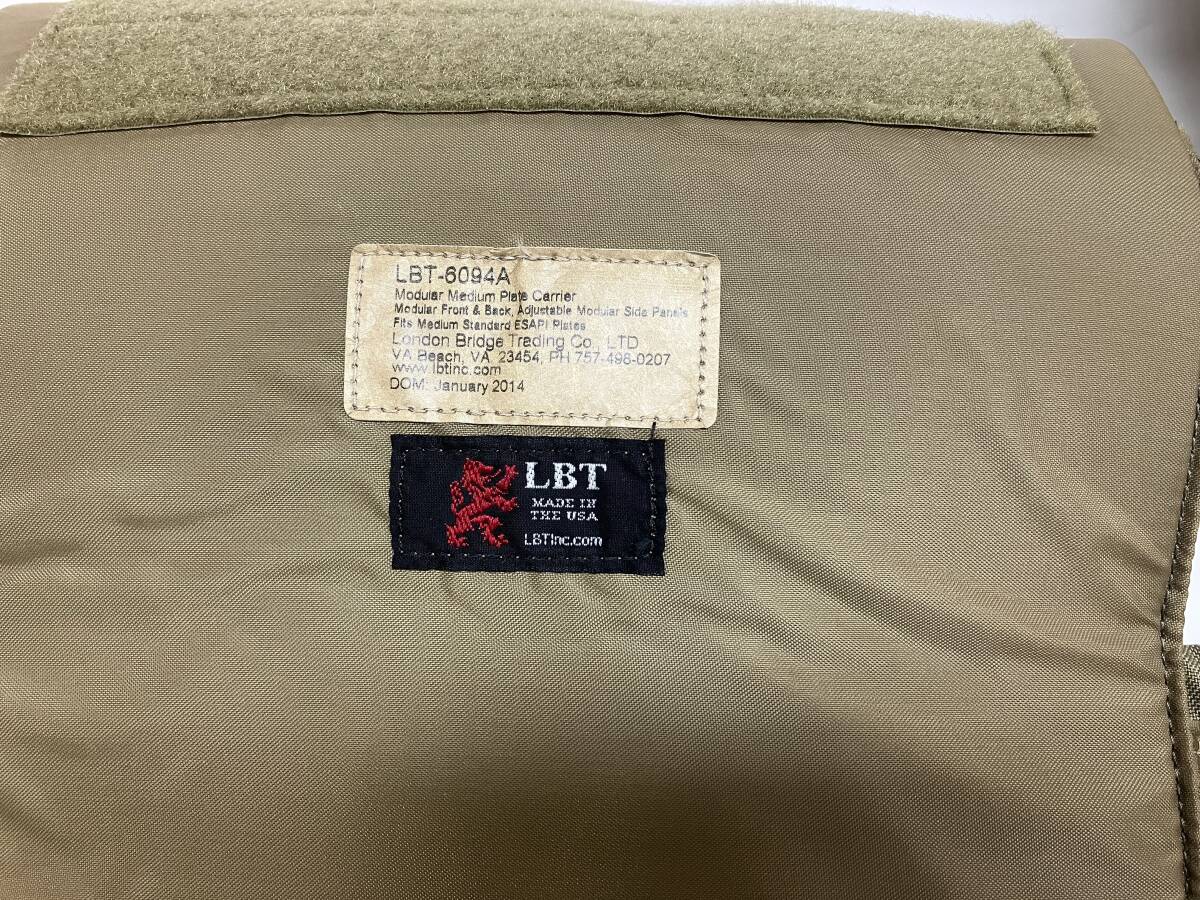 LBT-6094A
Modular Medium Plate Carrier
Modular Front & Back, Adjustable Modular Side Panels
Fits Medium Standard ESAPI Plates
London Bridge Trading Co., LTD
VA Beach, VA 23454, PH 757-498-0207
www.lbtinc.com
DOM: January 2014
LBT
MADE IN
THE USA
LBTInc.com